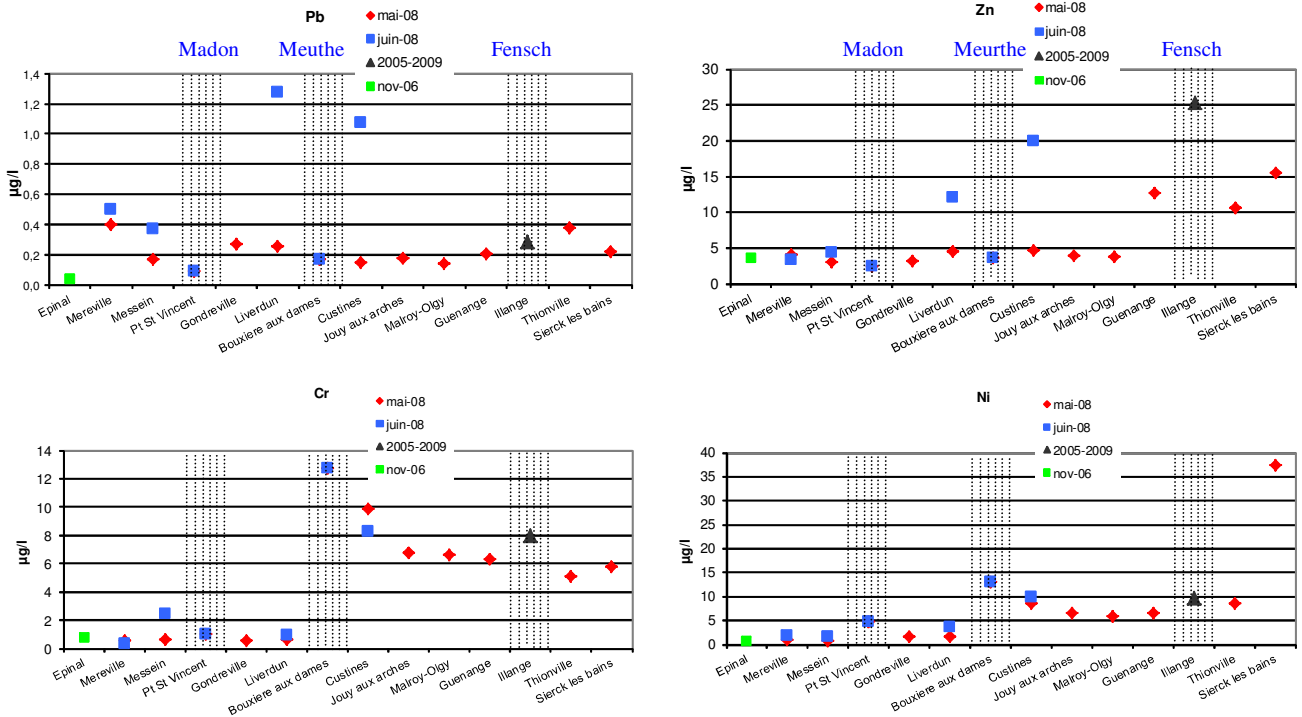 Pb
mai-08
juin-08
2005-2009
nov-06
Madon
Meuthe
Fensch
1,4
1,2
1,0
0,8
0,6
0,4
0,2
0,0
µg/l
Epinal
Mereville
Messein
Pt St Vincent
Gondreville
Liverdun
Bouxiere aux dames
Custines
Jouy aux arches
Malroy-Olgy
Guenange
Illange
Thionville
Sierck les bains
Zn
mai-08
juin-08
2005-2009
nov-06
Madon
Meurthe
Fensch
30
25
20
15
10
5
0
µg/l
Epinal
Mereville
Messein
Pt St Vincent
Gondreville
Liverdun
Bouxiere aux dames
Custines
Jouy aux arches
Malroy-Olgy
Guenange
Illange
Thionville
Sierck les bains
Cr
mai-08
juin-08
2005-2009
nov-06
14
12
10
8
6
4
2
0
µg/l
Epinal
Mereville
Messein
Pt St Vincent
Gondreville
Liverdun
Bouxiere aux dames
Custines
Jouy aux arches
Malroy-Olgy
Guenange
Illange
Thionville
Sierck les bains
Ni
mai-08
juin-08
2005-2009
nov-06
40
35
30
25
20
15
10
5
0
µg/l
Epinal
Mereville
Messein
Pt St Vincent
Gondreville
Liverdun
Bouxiere aux dames
Custines
Jouy aux arches
Malroy-Olgy
Guenange
Illange
Thionville
Sierck les bains